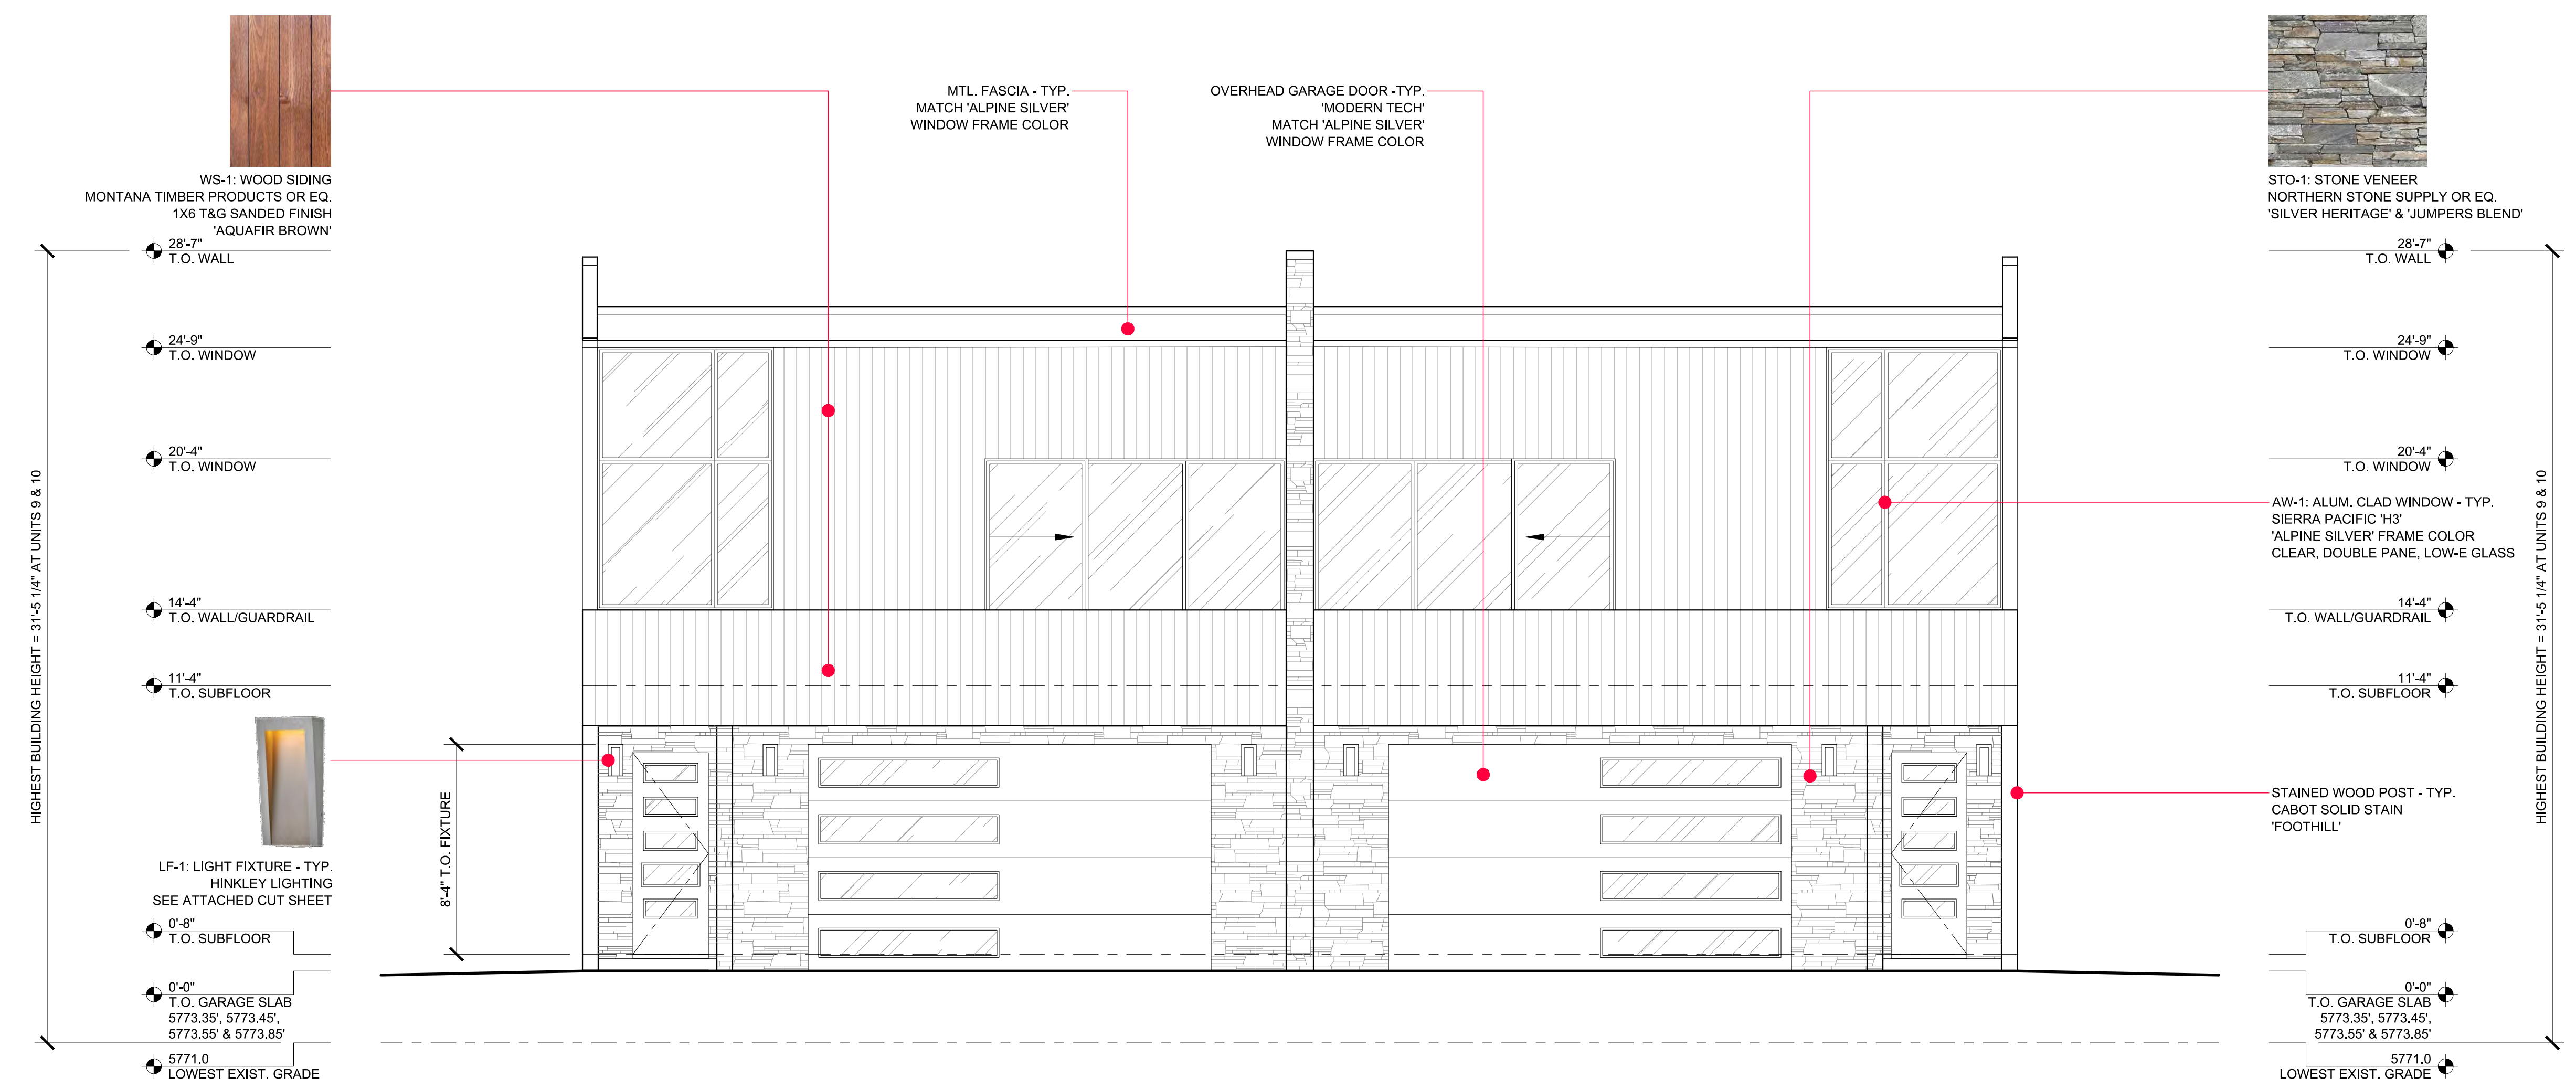 WS-1: WOOD SIDING
MONTANA TIMBER PRODUCTS OR EQ.
1X6 T&G SANDED FINISH
'AQUAFIR BROWN'
MTL. FASCIA - TYP.
MATCH 'ALPINE SILVER'
WINDOW FRAME COLOR
OVERHEAD GARAGE DOOR -TYP.
'MODERN TECH'
MATCH 'ALPINE SILVER'
WINDOW FRAME COLOR
STO-1: STONE VENEER
NORTHERN STONE SUPPLY OR EQ.
'SILVER HERITAGE' & 'JUMPERS BLEND'
28'-7"
T.O. WALL
24'-9"
T.O. WINDOW
20'-4"
T.O. WINDOW
14'-4"
T.O. WALL/GUARDRAIL
11'-4"
T.O. SUBFLOOR
HIGHEST BUILDING HEIGHT = 31'-5 1/4" AT UNITS 9 & 10
LF-1: LIGHT FIXTURE - TYP.
HINKLEY LIGHTING
SEE ATTACHED CUT SHEET
0'-8"
T.O. SUBFLOOR
0'-0"
T.O. GARAGE SLAB
5773.35', 5773.45',
5773.55' & 5773.85'
5771.0
LOWEST EXIST. GRADE
8'-4" T.O. FIXTURE
28'-7"
T.O. WALL
24'-9"
T.O. WINDOW
20'-4"
T.O. WINDOW
AW-1: ALUM. CLAD WINDOW - TYP.
SIERRA PACIFIC 'H3'
'ALPINE SILVER' FRAME COLOR
CLEAR, DOUBLE PANE, LOW-E GLASS
14'-4"
T.O. WALL/GUARDRAIL
11'-4"
T.O. SUBFLOOR
STAINED WOOD POST - TYP.
CABOT SOLID STAIN
'FOOTHILL'
0'-8"
T.O. SUBFLOOR
0'-0"
T.O. GARAGE SLAB
5773.35', 5773.45',
5773.55' & 5773.85'
5771.0
LOWEST EXIST. GRADE
HIGHEST BUILDING HEIGHT = 31'-5 1/4" AT UNITS 9 & 10